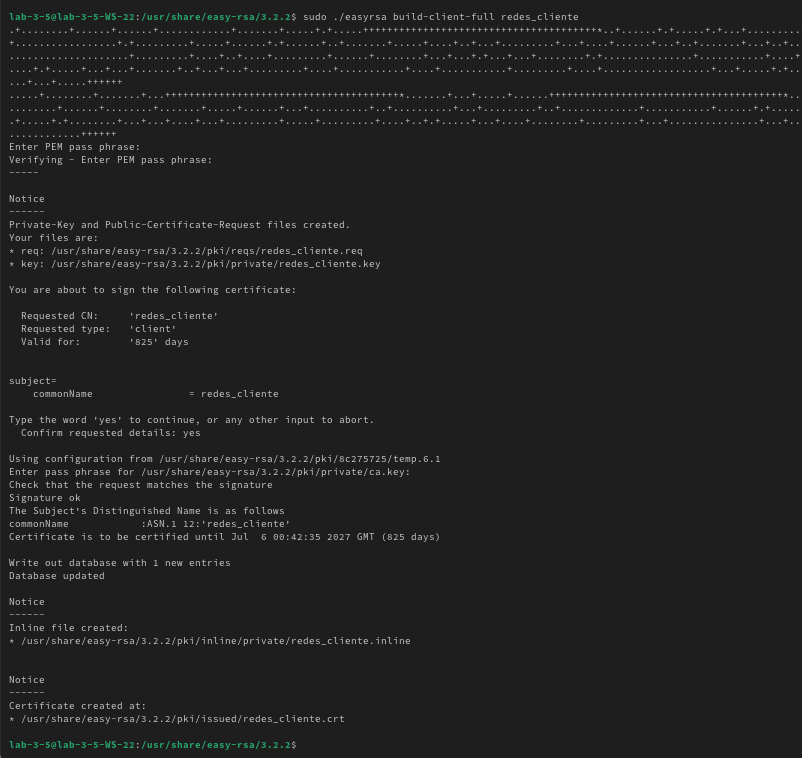 lab-3-5@lab-3-5-WS-22:/usr/share/easy-rsa/3.2.2$ sudo ./easyrsa build-client-full redes_cliente
Enter PEM pass phrase:
Verifying - Enter PEM pass phrase:
-----
Notice
------
Private-Key and Public-Certificate-Request files created.
Your files are:
* req: /usr/share/easy-rsa/3.2.2/pki/reqs/redes_cliente.req
* key: /usr/share/easy-rsa/3.2.2/pki/private/redes_cliente.key
You are about to sign the following certificate:
Requested CN:     'redes_cliente'
Requested type:   'client'
Valid for:        '825' days
subject=
commonName                = redes_cliente
Type the word 'yes' to continue, or any other input to abort.
Confirm requested details: yes
Using configuration from /usr/share/easy-rsa/3.2.2/pki/8c275725/temp.6.1
Enter pass phrase for /usr/share/easy-rsa/3.2.2/pki/private/ca.key:
Check that the request matches the signature
Signature ok
The Subject's Distinguished Name is as follows
commonName            :ASN.1 12:'redes_cliente'
Certificate is to be certified until Jul  6 00:42:35 2027 GMT (825 days)
Write out database with 1 new entries
Database updated
Notice
------
Inline file created:
* /usr/share/easy-rsa/3.2.2/pki/inline/private/redes_cliente.inline
Notice
------
Certificate created at:
* /usr/share/easy-rsa/3.2.2/pki/issued/redes_cliente.crt
lab-3-5@lab-3-5-WS-22:/usr/share/easy-rsa/3.2.2$